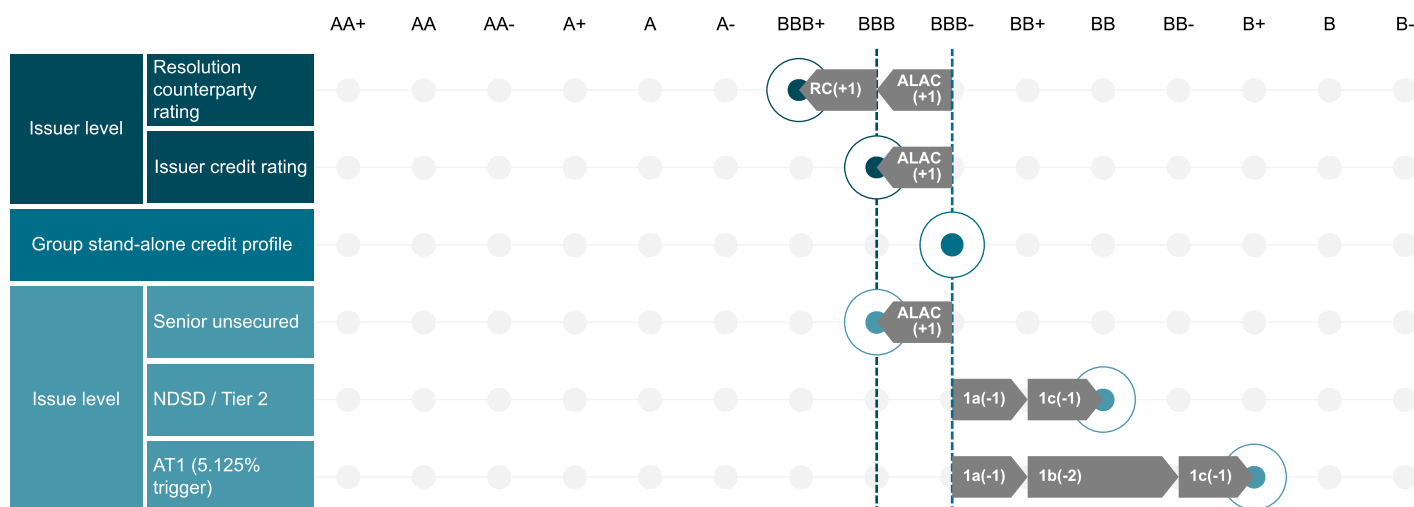 AA+ AA AA- A+ A A- BBB+ BBB BBB- BB+ BB BB- B+ B B-
Issuer level
Resolution
counterparty
rating
RC(+1)
ALAC
(+1)
Issuer credit rating
ALAC
(+1)
Group stand-alone credit profile
Issue level
Senior unsecured
ALAC
(+1)
NDSD / Tier 2
1a(-1) 1c(-1)
AT1 (5.125%
trigger)
1a(-1) 1b(-2) 1c(-1)